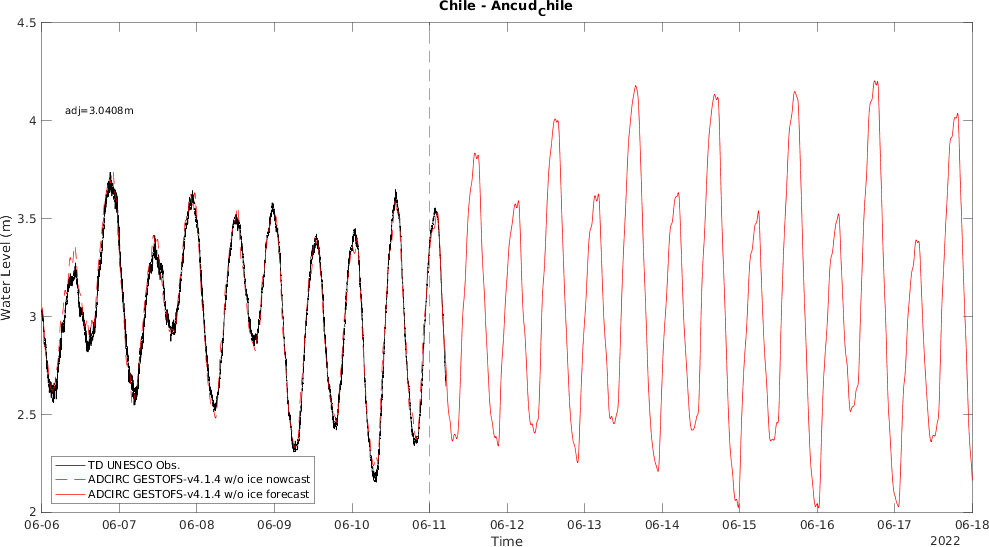 Chile - Ancud_Chile
4.5
adj=3.0408m
4
3.5
Water Level (m)
3
2.5
TD UNESCO Obs.
ADCIRC GESTOFS-v4.1.4 w/o ice nowcast
ADCIRC GESTOFS-v4.1.4 w/o ice forecast
2
06-06 06-07 06-08 06-09 06-10 06-11 06-12 06-13 06-14 06-15 06-16 06-17 06-18
Time
2022